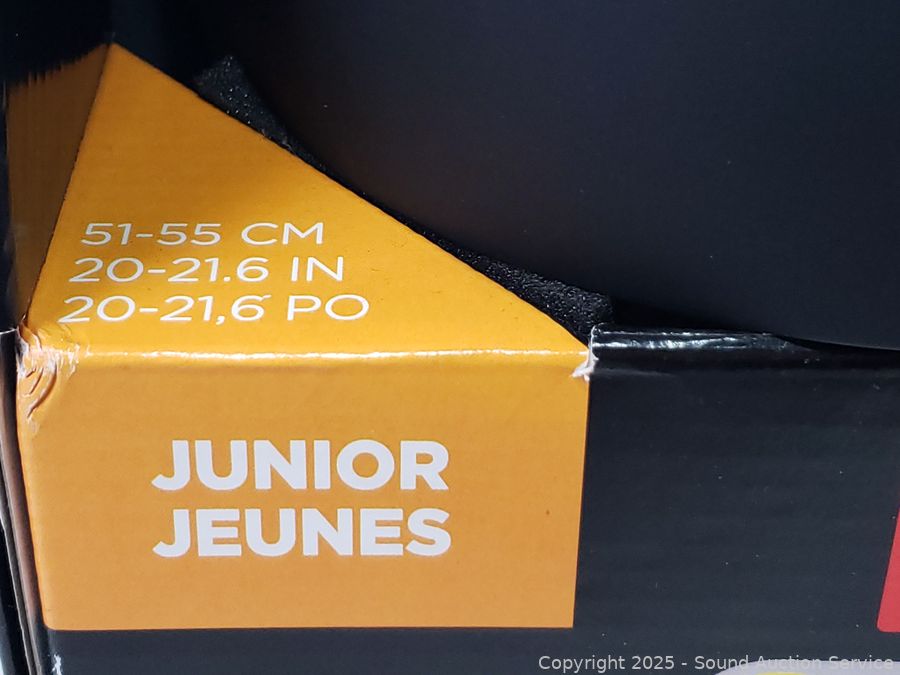 51-55 CM
20-21.6 IN
20-21,6 PO
JUNIOR
JEUNES
Copyright 2025 - Sound Auction Service